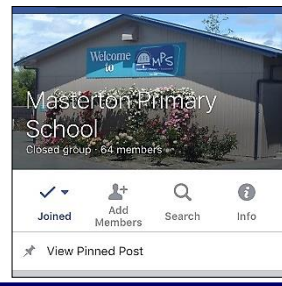 Welcome
to MPS
Masterton Primary
School
Closed group · 64 members
Joined
Add
Members
Search
Info
View Pinned Post